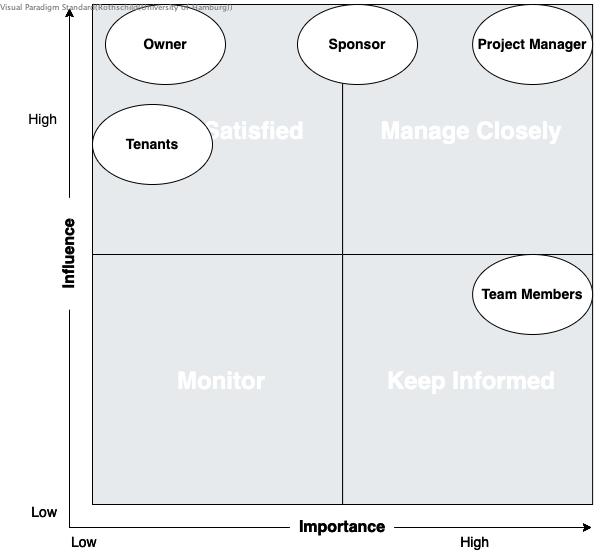 Visual Paradigm Standard(Rothschild(University of Hamburg))
Owner
Sponsor
Project Manager
High
Satisfied
Manage Closely
Tenants
Influence
Team Members
Monitor
Keep Informed
Low
Importance
Low
High